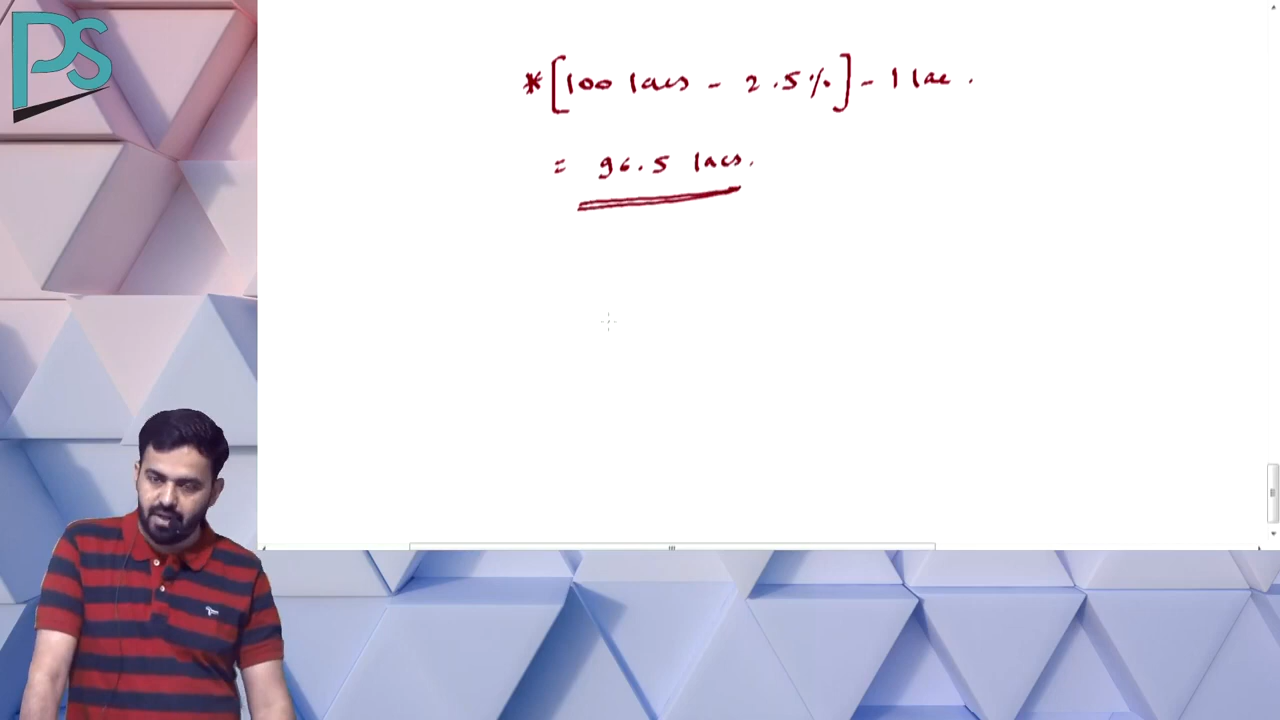 PS
*[100 lacs - 2.5%] - 1 lac.
= 96.5 lacs.